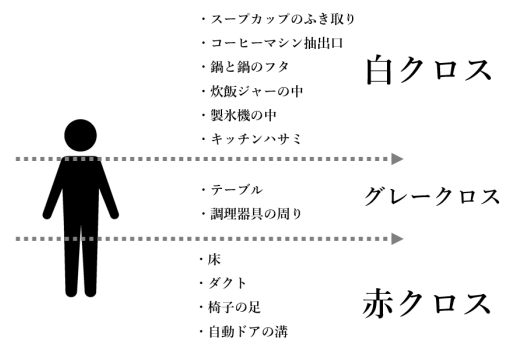 ・スープカップのふき取り
・コーヒーマシン抽出口
・鍋と鍋のフタ
・炊飯ジャーの中
・製氷機の中
・キッチンハサミ
白クロス
・テーブル
・調理器具の周り
グレークロス
・床
・ダクト
・椅子の足
・自動ドアの溝
赤クロス